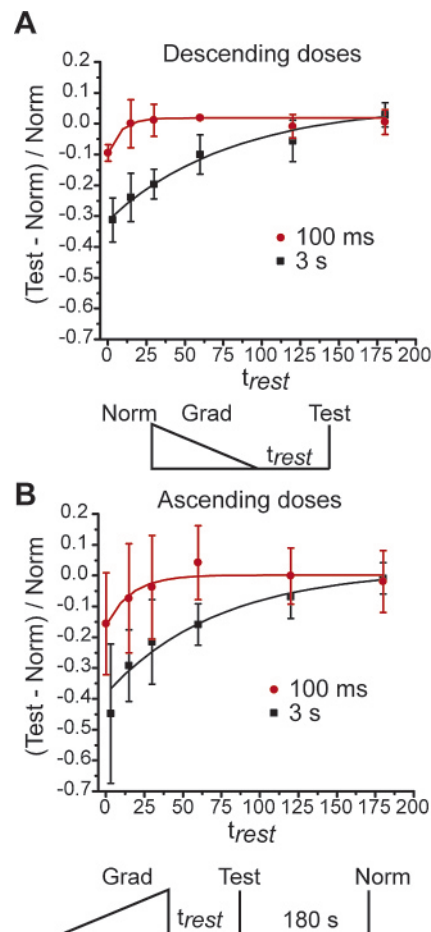 A
Descending doses
(Test - Norm) / Norm
0.2
0.1
0.0
-0.1
-0.2
-0.3
-0.4
-0.5
-0.6
-0.7
100 ms
3 s
0 25 50 75 100 125 150 175 200
trest
Norm Grad Test
trest
B
Ascending doses
(Test - Norm) / Norm
0.2
0.1
0.0
-0.1
-0.2
-0.3
-0.4
-0.5
-0.6
-0.7
100 ms
3 s
0 25 50 75 100 125 150 175 200
trest
Grad Test Norm
trest 180 s